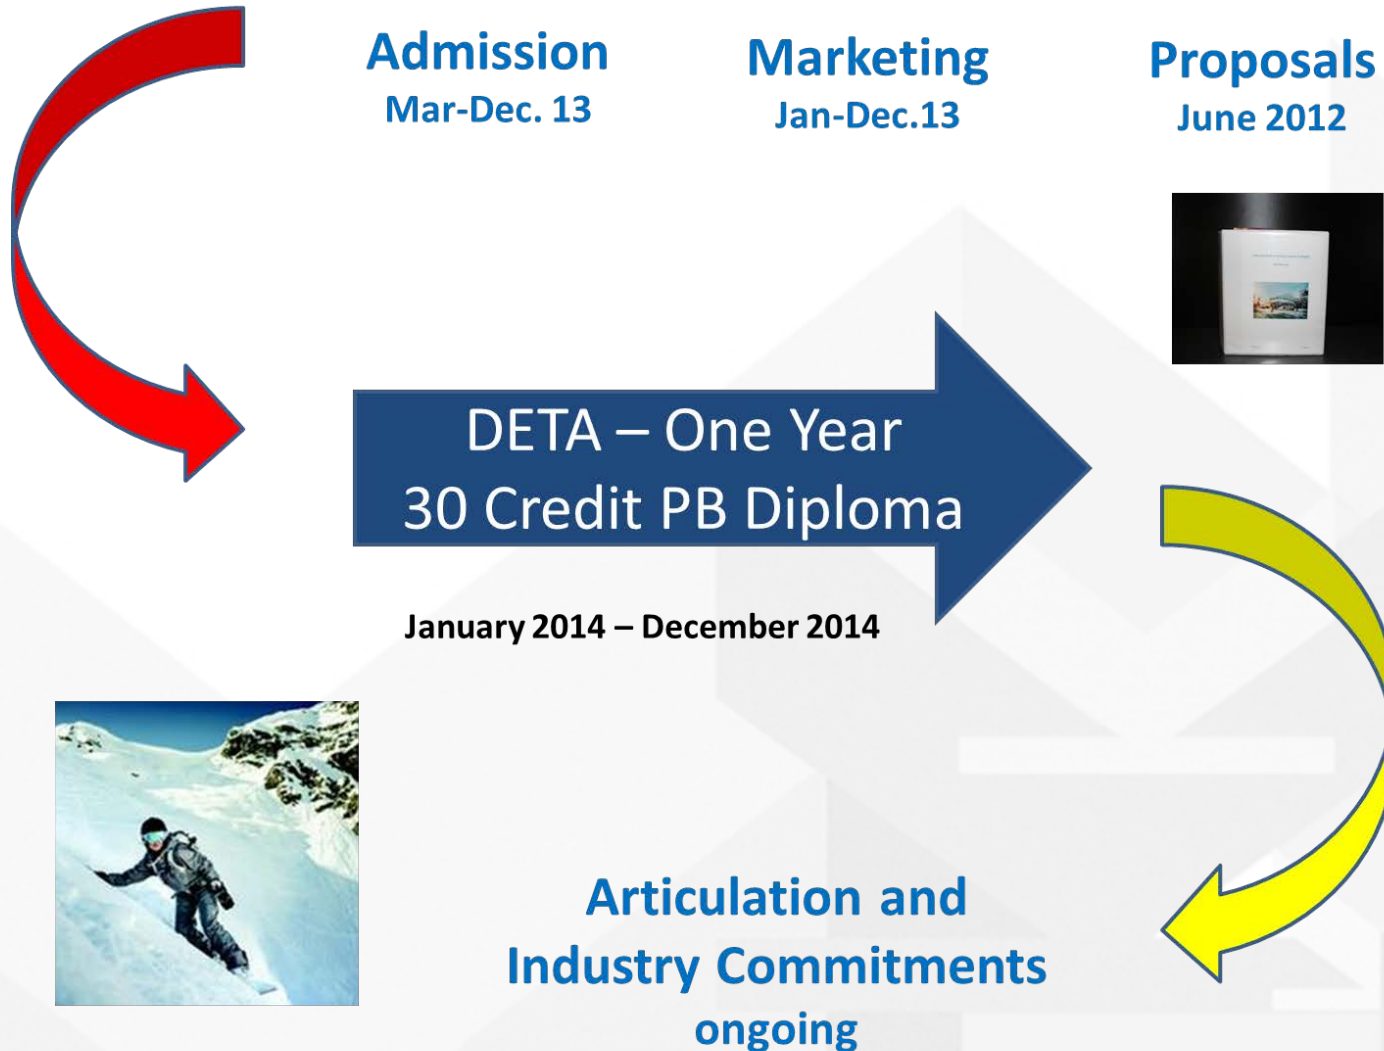 Admission
Mar-Dec. 13
Marketing
Jan-Dec.13
Proposals
June 2012
DETA – One Year
30 Credit PB Diploma
January 2014 – December 2014
Articulation and
Industry Commitments
ongoing